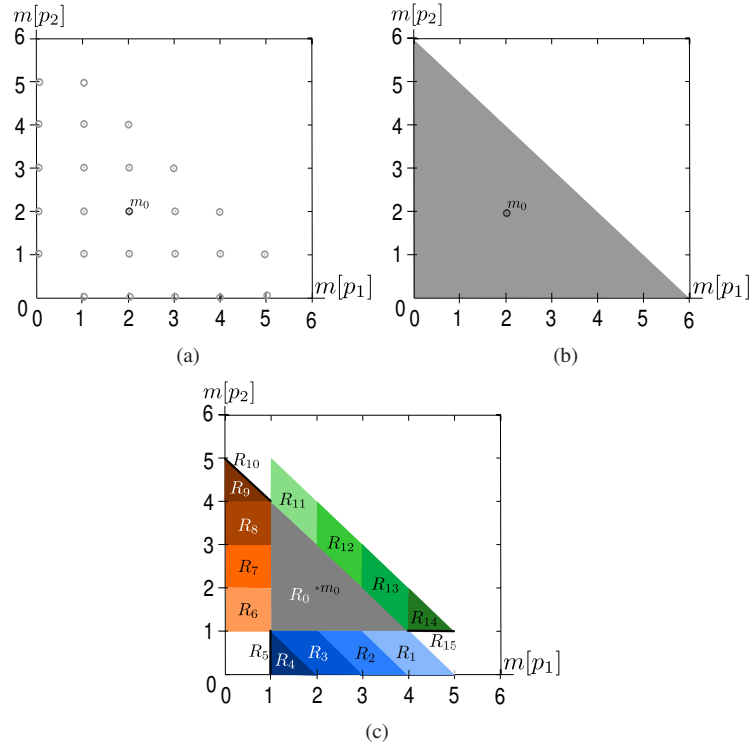 m[p₂]
6
5
4
3
2
1
0
m₀
m[p₁]
0 1 2 3 4 5 6
(a)
m[p₂]
6
5
4
3
2
1
0
m₀
m[p₁]
0 1 2 3 4 5 6
(b)
m[p₂]
6
5
4
3
2
1
0
R₁₀
R₉
R₁₁
R₈
R₁₂
R₇
R₁₃
R₀ m₀
R₆
R₁₄
R₁₅
R₅
R₄ R₃ R₂ R₁
m[p₁]
0 1 2 3 4 5 6
(c)